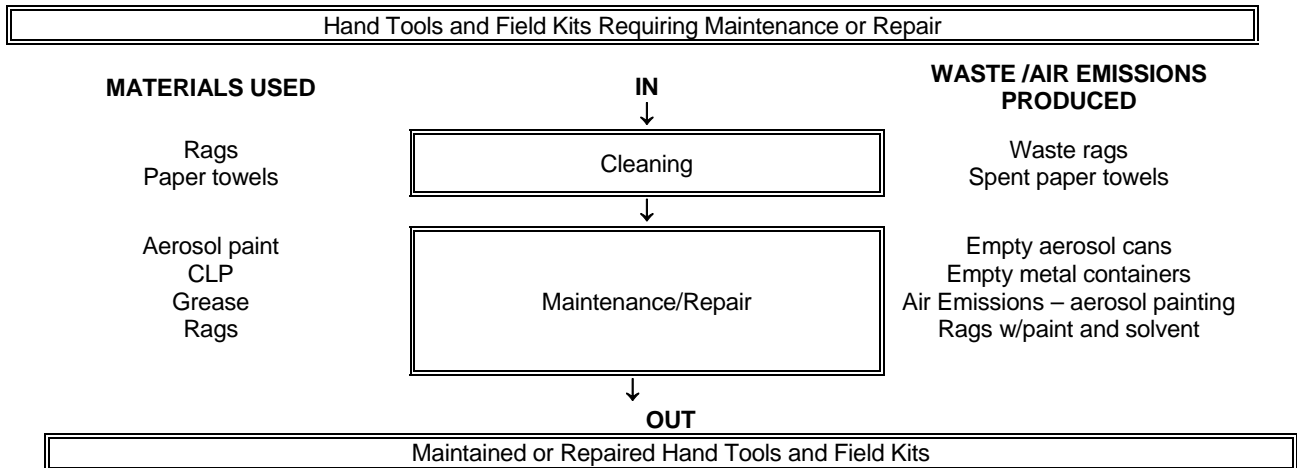 Hand Tools and Field Kits Requiring Maintenance or Repair
MATERIALS USED
IN
WASTE /AIR EMISSIONS
PRODUCED
↓
Rags
Paper towels
Cleaning
Waste rags
Spent paper towels
↓
Aerosol paint
CLP
Grease
Rags
Maintenance/Repair
Empty aerosol cans
Empty metal containers
Air Emissions – aerosol painting
Rags w/paint and solvent
↓
OUT
Maintained or Repaired Hand Tools and Field Kits